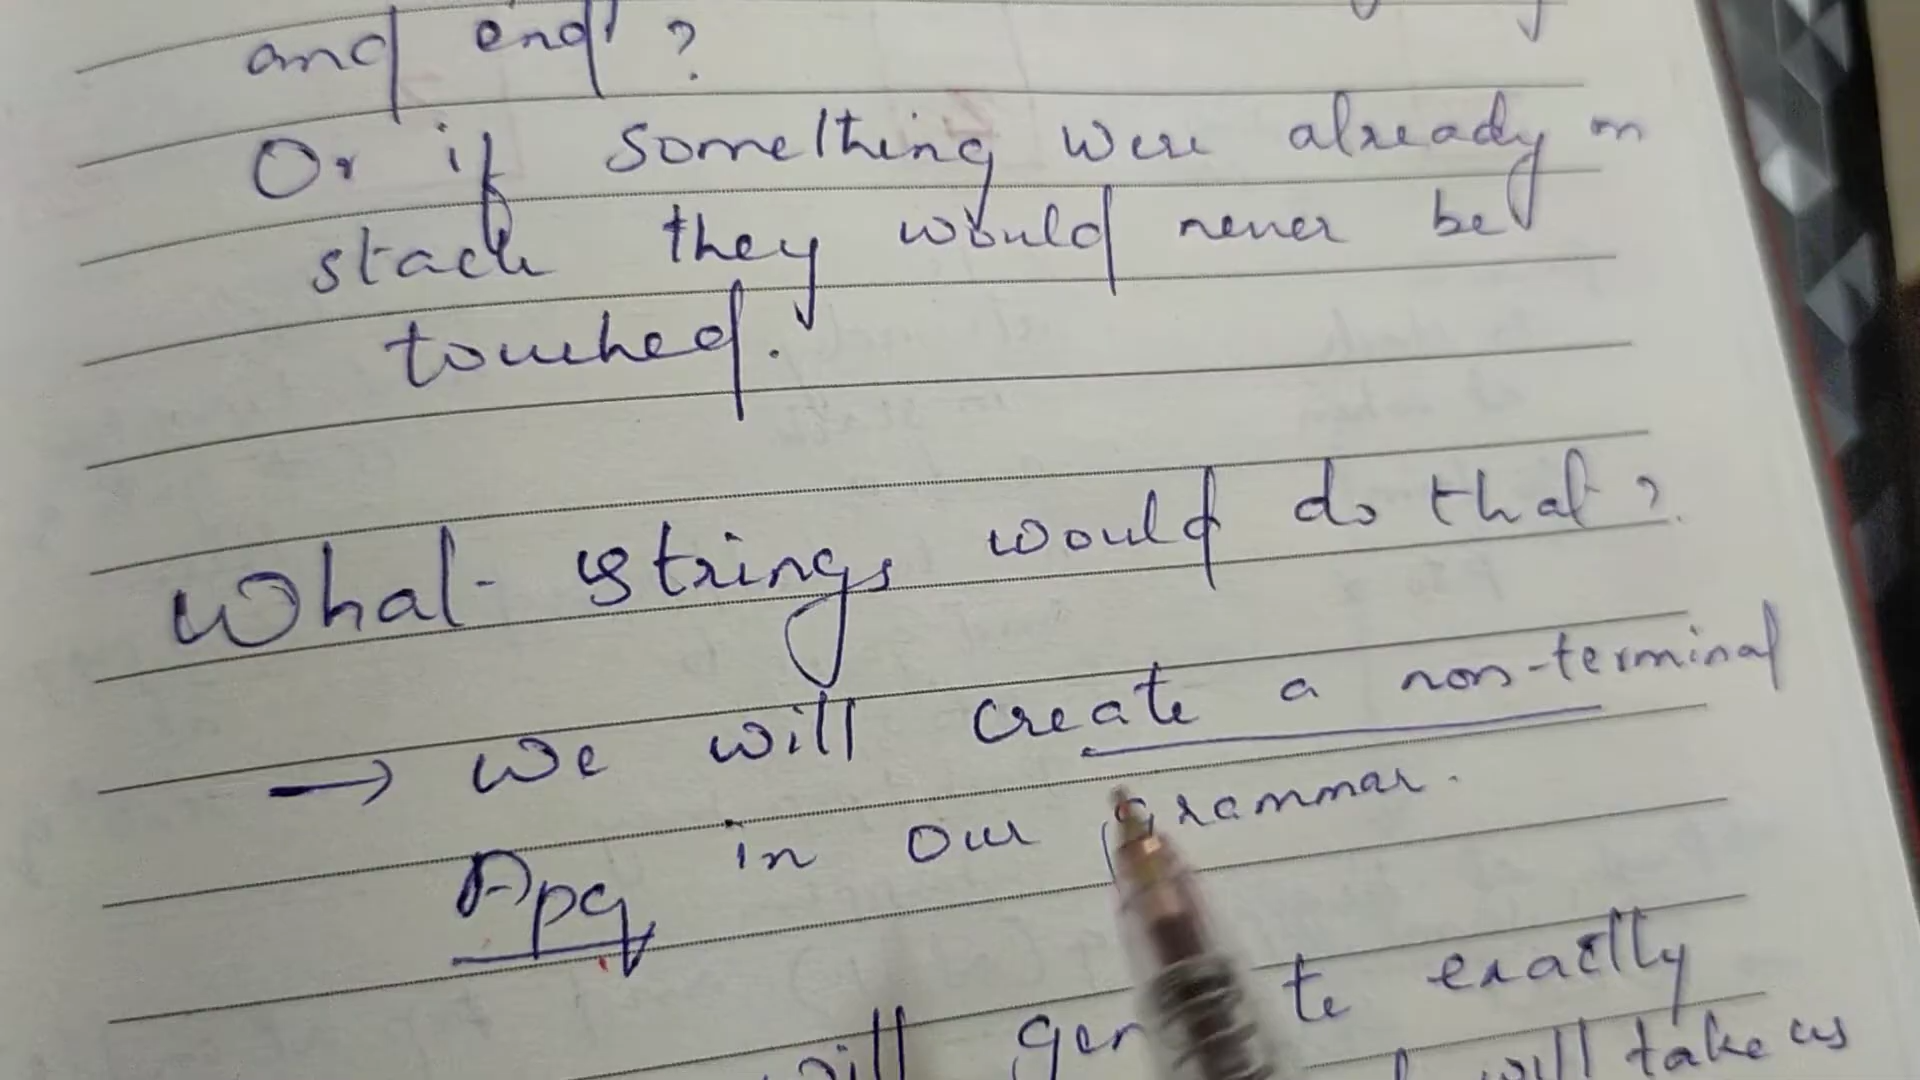 and end?
Or if something were already on
stack they would never be
touched.
What strings would do that?
→ We will create a non-terminal
Apq in our grammar.
will te exactly
will take us